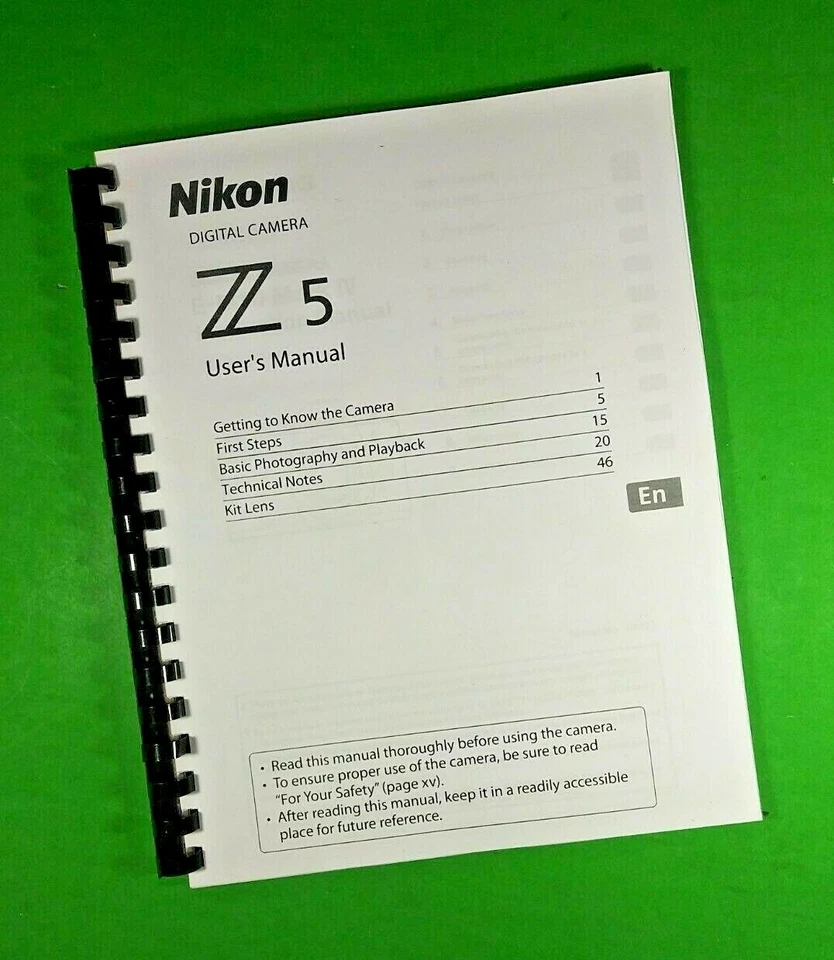 Nikon
DIGITAL CAMERA
Z 5
User's Manual
Getting to Know the Camera 1
First Steps 5
Basic Photography and Playback 15
Technical Notes 20
Kit Lens 46
En
• Read this manual thoroughly before using the camera.
• To ensure proper use of the camera, be sure to read
“For Your Safety” (page xv).
• After reading this manual, keep it in a readily accessible
place for future reference.